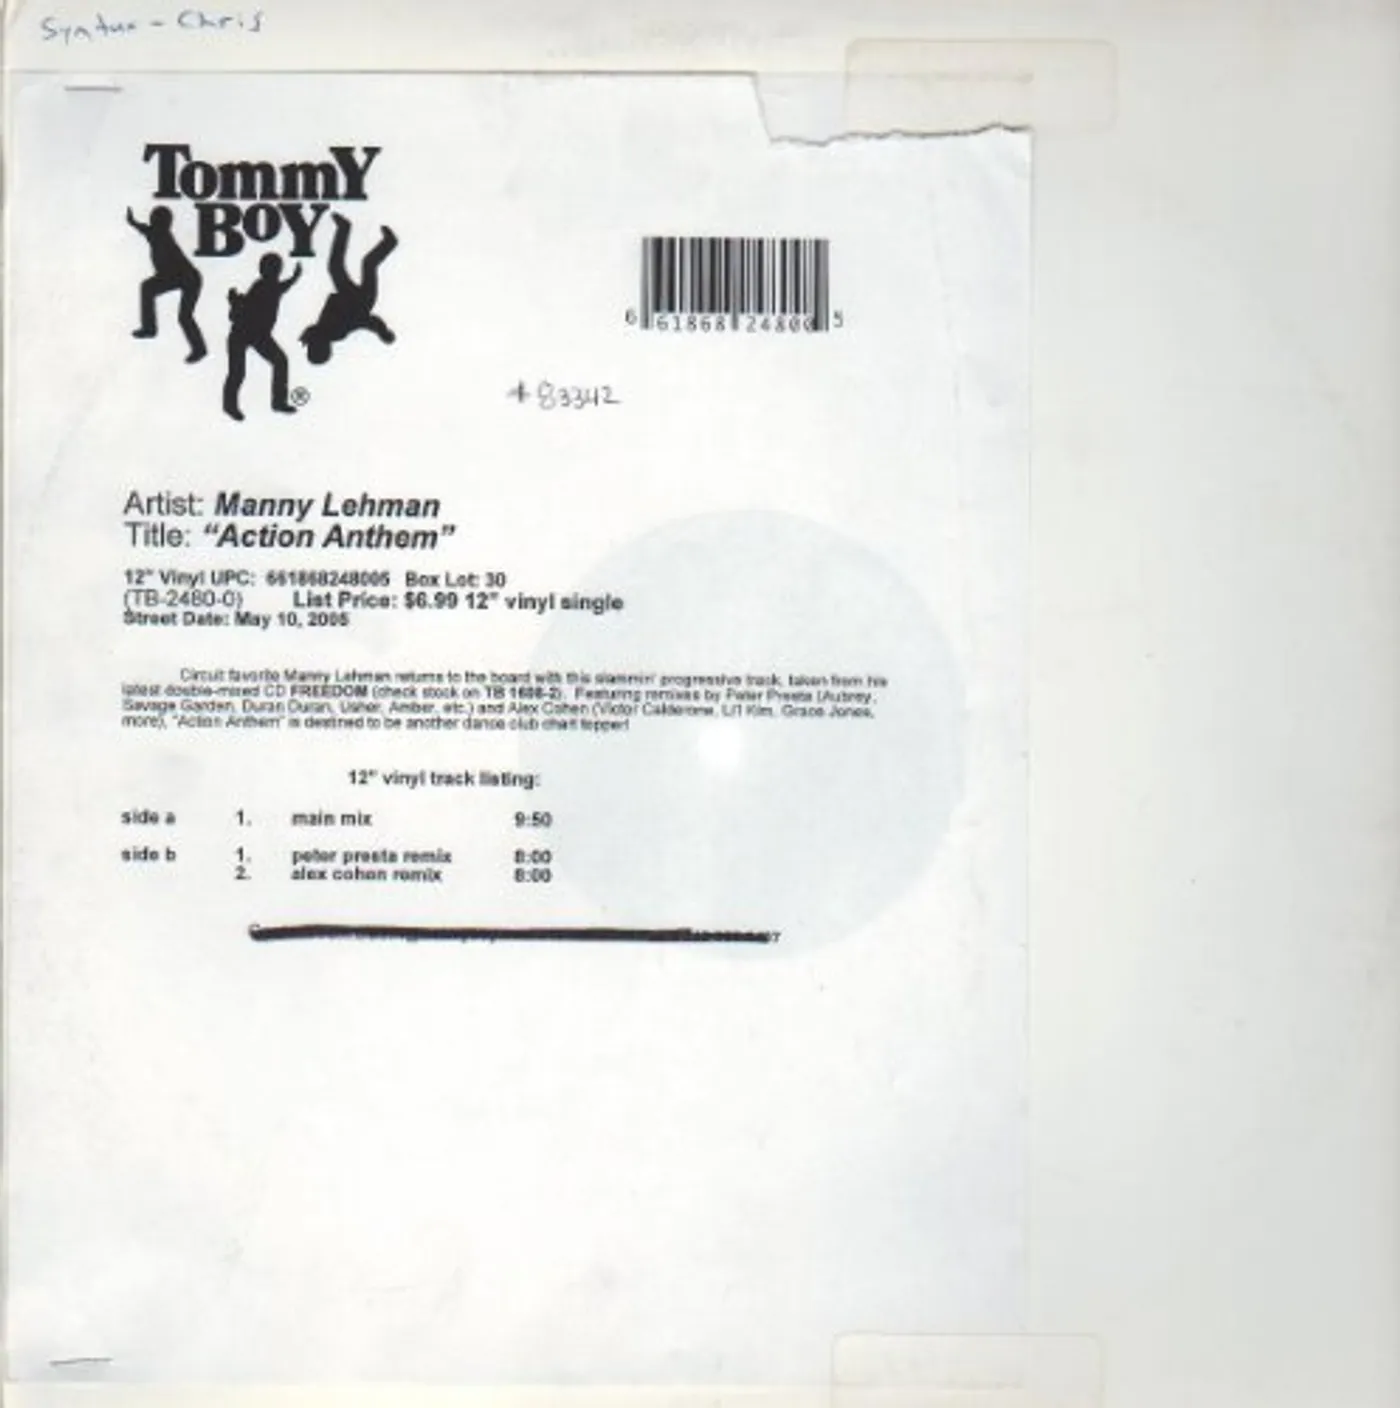 Syntax - Chris
Tommy
Boy
®
6 61868 24800 5
# 83342
Artist: Manny Lehman
Title: “Action Anthem”
12" Vinyl UPC: 661868248005 Box Lot: 30
(TB-2480-0) List Price: $6.99 12" vinyl single
Street Date: May 10, 2005
Circuit favorite Manny Lehman returns to the board with this slammin' progressive track, taken from his
latest double-mixed CD FREEDOM (check stock on TB 1608-2). Featuring remixes by Peter Presta (Aubrey,
Savage Garden, Duran Duran, Usher, Amber, etc.) and Alex Cohen (Victor Calderone, Li'l Kim, Grace Jones,
more), "Action Anthem" is destined to be another dance club chart topper!
12" vinyl track listing:
side a 1. main mix 9:50
side b 1. peter presta remix 8:00
2. alex cohen remix 8:00